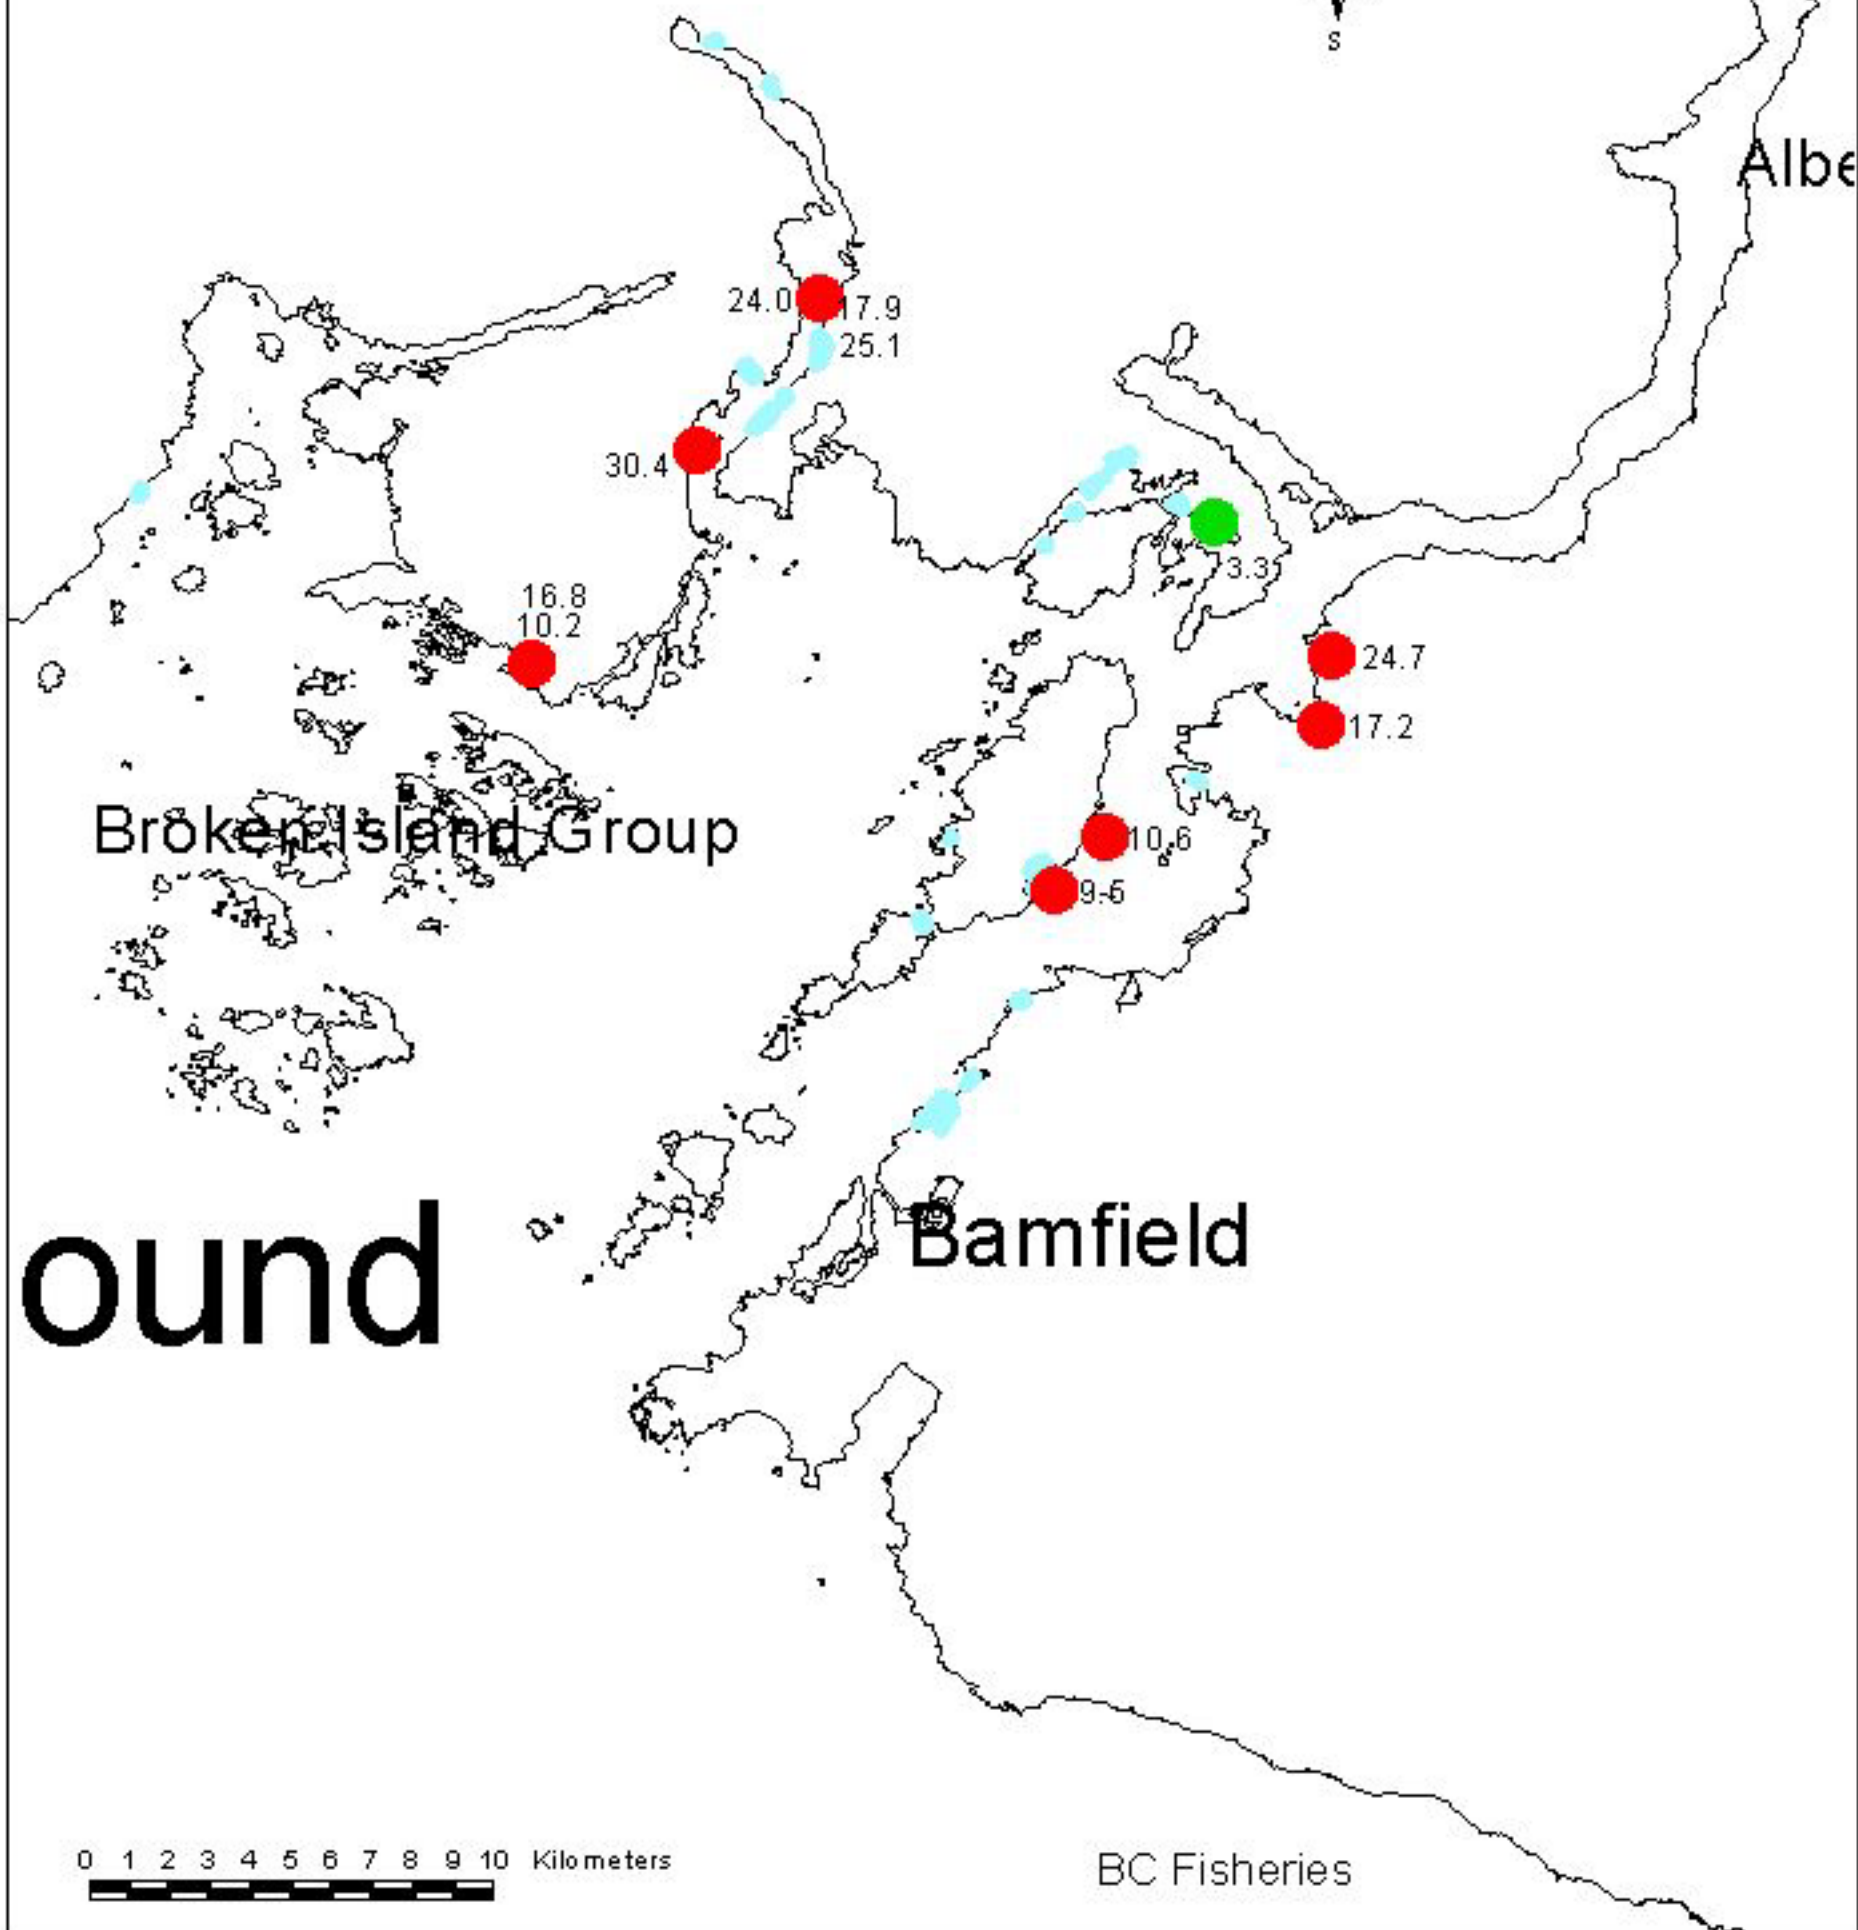 S
Albe
24.0
17.9
25.1
30.4
3.3
16.8
10.2
24.7
17.2
Broken Island Group
10.6
9.5
Bamfield
ound
0 1 2 3 4 5 6 7 8 9 10 Kilometers
BC Fisheries